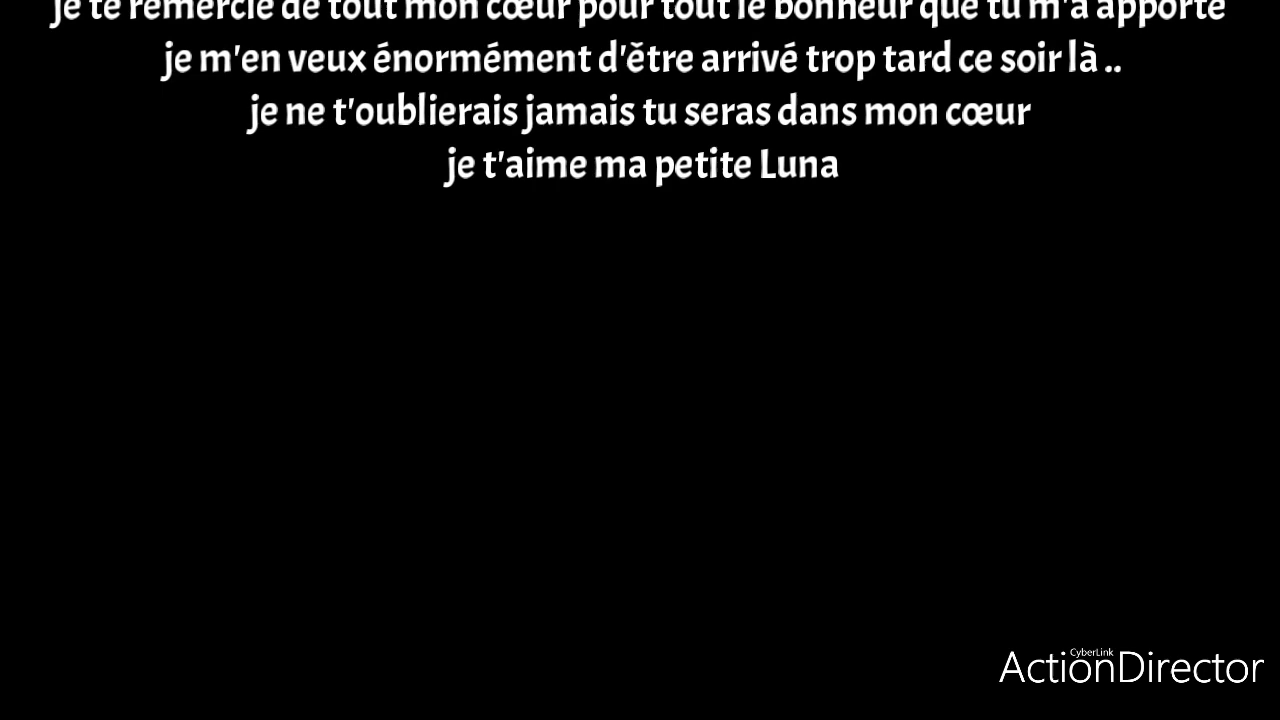 je te remercie de tout mon cœur pour tout le bonheur que tu m'a apporté
je m'en veux énormément d'être arrivé trop tard ce soir là ..
je ne t'oublierais jamais tu seras dans mon cœur
je t'aime ma petite Luna
CyberLink
ActionDirector